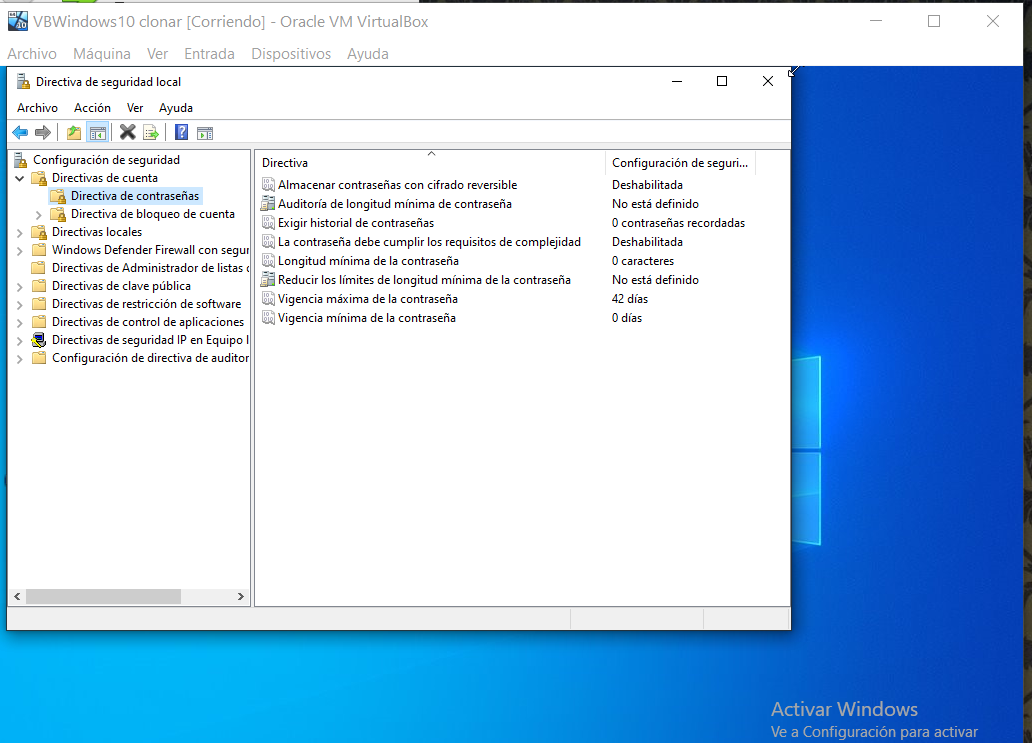 VBWindows10 clonar [Corriendo] - Oracle VM VirtualBox
Archivo Máquina Ver Entrada Dispositivos Ayuda
Directiva de seguridad local
Archivo Acción Ver Ayuda
Configuración de seguridad
Directivas de cuenta
Directiva de contraseñas
Directiva de bloqueo de cuenta
Directivas locales
Windows Defender Firewall con segur
Directivas de Administrador de listas d
Directivas de clave pública
Directivas de restricción de software
Directivas de control de aplicaciones
Directivas de seguridad IP en Equipo l
Configuración de directiva de auditor
Directiva Configuración de seguri...
Almacenar contraseñas con cifrado reversible Deshabilitada
Auditoría de longitud mínima de contraseña No está definido
Exigir historial de contraseñas 0 contraseñas recordadas
La contraseña debe cumplir los requisitos de complejidad Deshabilitada
Longitud mínima de la contraseña 0 caracteres
Reducir los límites de longitud mínima de la contraseña No está definido
Vigencia máxima de la contraseña 42 días
Vigencia mínima de la contraseña 0 días
Activar Windows
Ve a Configuración para activar